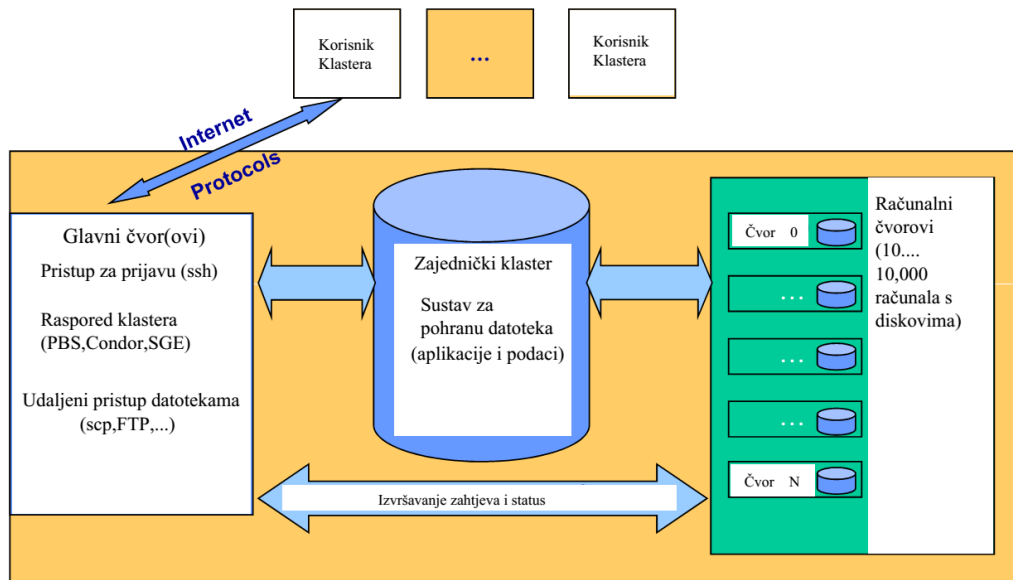 Korisnik
Klastera
...
Korisnik
Klastera
Internet
Protocols
Glavni čvor(ovi)
Pristup za prijavu (ssh)
Raspored klastera
(PBS,Condor,SGE)
Udaljeni pristup datotekama
(scp,FTP,...)
Zajednički klaster
Sustav za
pohranu datoteka
(aplikacije i podaci)
Čvor 0
...
...
...
Čvor N
Računalni
čvorovi
(10....
10,000
računala s
diskovima)
Izvršavanje zahtjeva i status